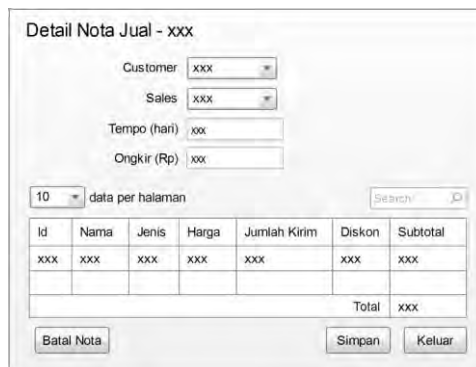 Detail Nota Jual - xxx
Customer xxx
Sales xxx
Tempo (hari) xxx
Ongkir (Rp) xxx
10 data per halaman Search
Id Nama Jenis Harga Jumlah Kirim Diskon Subtotal
xxx xxx xxx xxx xxx xxx xxx
Total xxx
Batal Nota Simpan Keluar